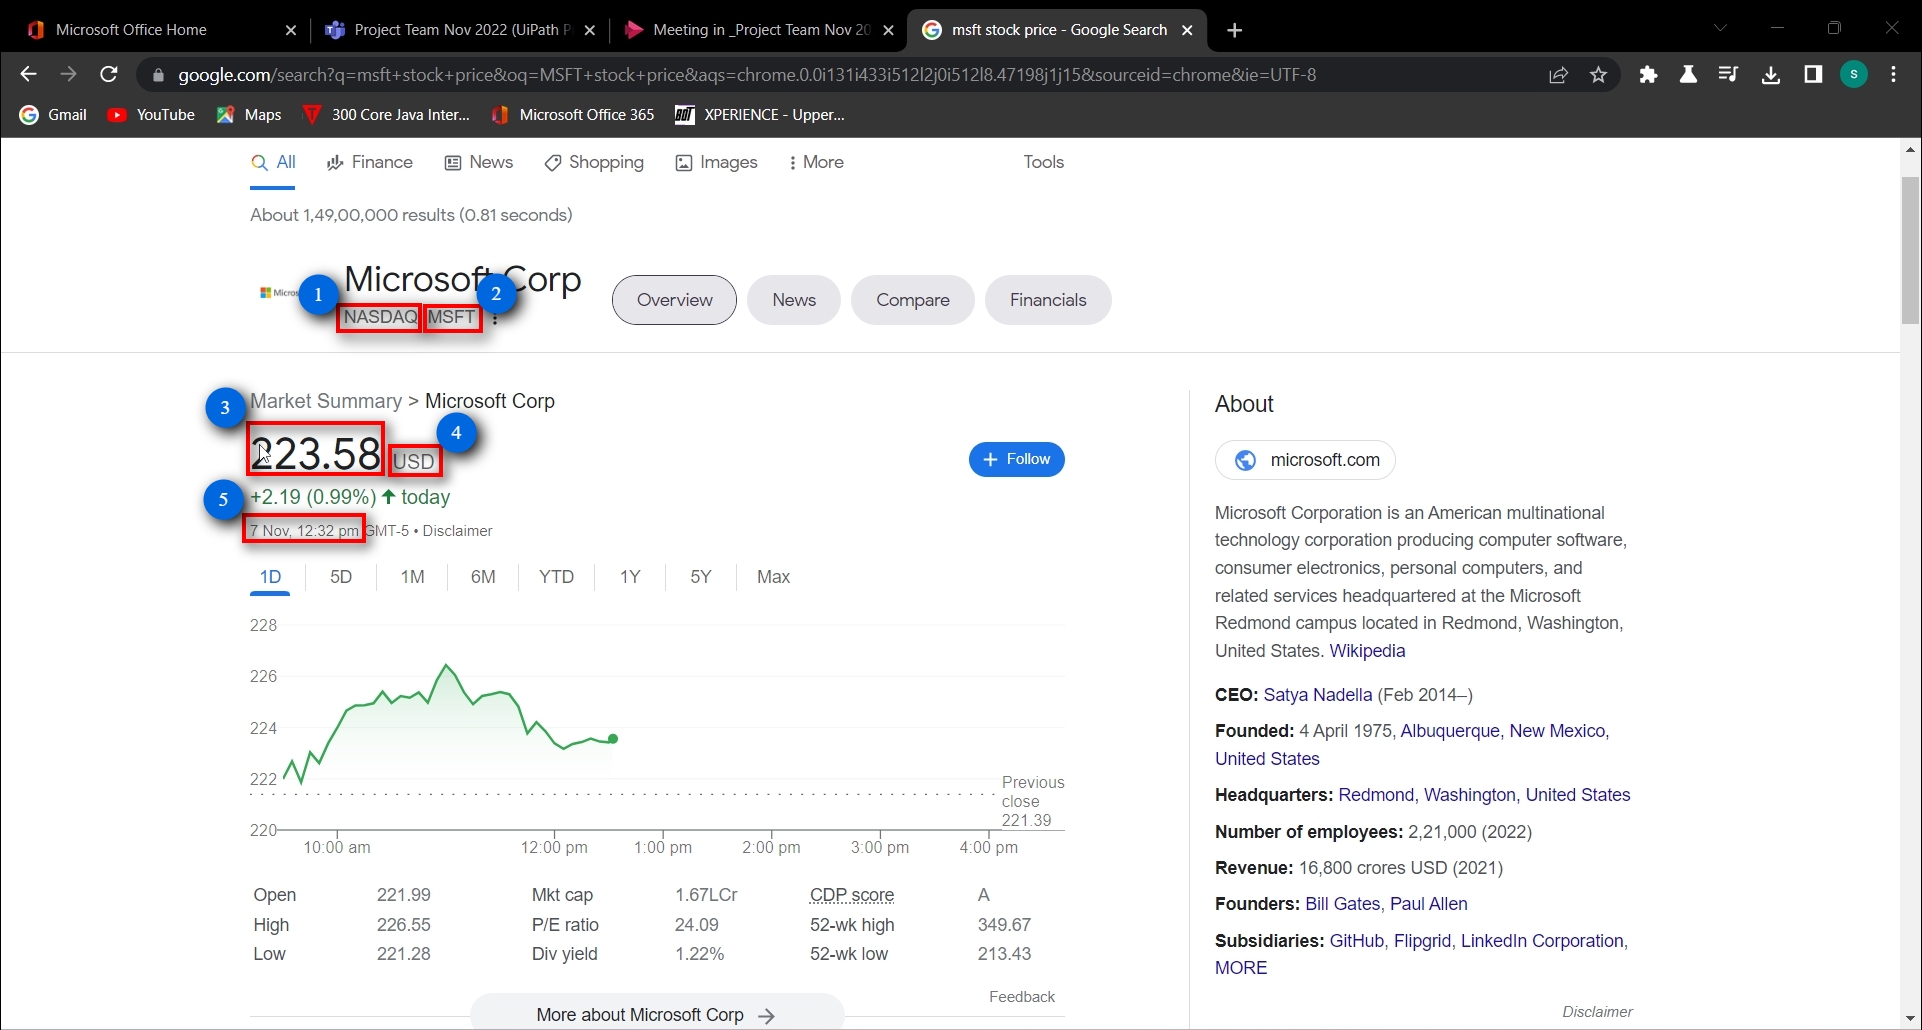 Microsoft Office Home
Project Team Nov 2022 (UiPath P
Meeting in _Project Team Nov 20
msft stock price - Google Search
google.com/search?q=msft+stock+price&oq=MSFT+stock+price&aqs=chrome.0.0i131i433i512l2j0i512l8.47198j1j15&sourceid=chrome&ie=UTF-8
S
Gmail
YouTube
Maps
300 Core Java Inter...
Microsoft Office 365
BOT
XPERIENCE - Upper...
All
Finance
News
Shopping
Images
More
Tools
About 1,49,00,000 results (0.81 seconds)
Micros
1
Microsoft Corp
2
NASDAQ
MSFT
Overview
News
Compare
Financials
3
Market Summary > Microsoft Corp
4
223.58
USD
Follow
5
+2.19 (0.99%) today
7 Nov, 12:32 pm GMT-5 • Disclaimer
1D
5D
1M
6M
YTD
1Y
5Y
Max
228
226
224
222
220
Previous
close
221.39
10:00 am
12:00 pm
1:00 pm
2:00 pm
3:00 pm
4:00 pm
Open 221.99 Mkt cap 1.67LCr CDP score A
High 226.55 P/E ratio 24.09 52-wk high 349.67
Low 221.28 Div yield 1.22% 52-wk low 213.43
Feedback
More about Microsoft Corp
About
microsoft.com
Microsoft Corporation is an American multinational
technology corporation producing computer software,
consumer electronics, personal computers, and
related services headquartered at the Microsoft
Redmond campus located in Redmond, Washington,
United States. Wikipedia
CEO: Satya Nadella (Feb 2014–)
Founded: 4 April 1975, Albuquerque, New Mexico,
United States
Headquarters: Redmond, Washington, United States
Number of employees: 2,21,000 (2022)
Revenue: 16,800 crores USD (2021)
Founders: Bill Gates, Paul Allen
Subsidiaries: GitHub, Flipgrid, LinkedIn Corporation,
MORE
Disclaimer